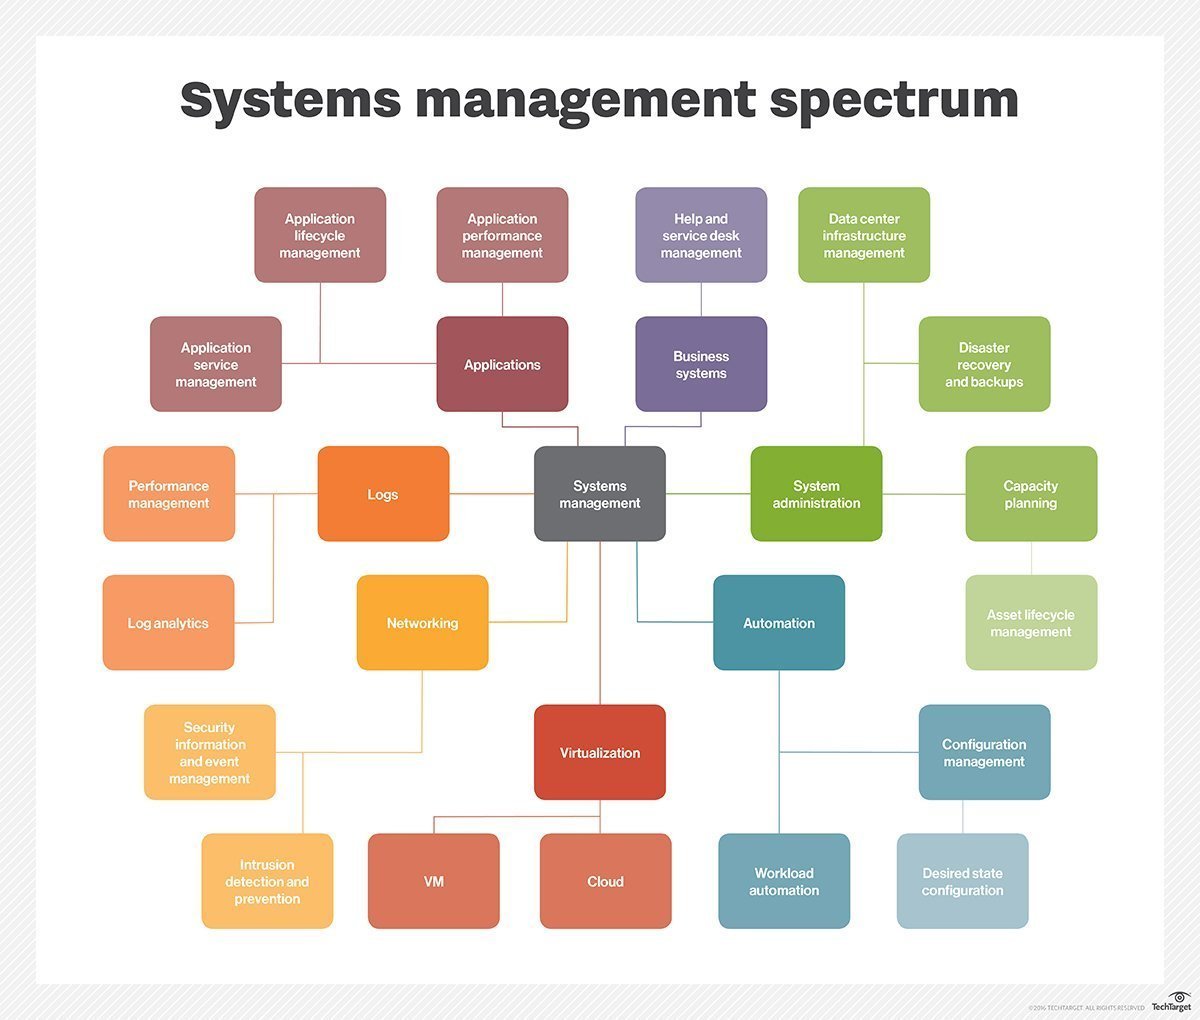 Systems management spectrum
Application
lifecycle
management
Application
performance
management
Help and
service desk
management
Data center
infrastructure
management
Application
service
management
Applications
Business
systems
Disaster
recovery
and backups
Performance
management
Logs
Systems
management
System
administration
Capacity
planning
Log analytics
Networking
Automation
Asset lifecycle
management
Security
information
and event
management
Virtualization
Configuration
management
Intrusion
detection and
prevention
VM
Cloud
Workload
automation
Desired state
configuration
©2016 TECHTARGET. ALL RIGHTS RESERVED
TechTarget